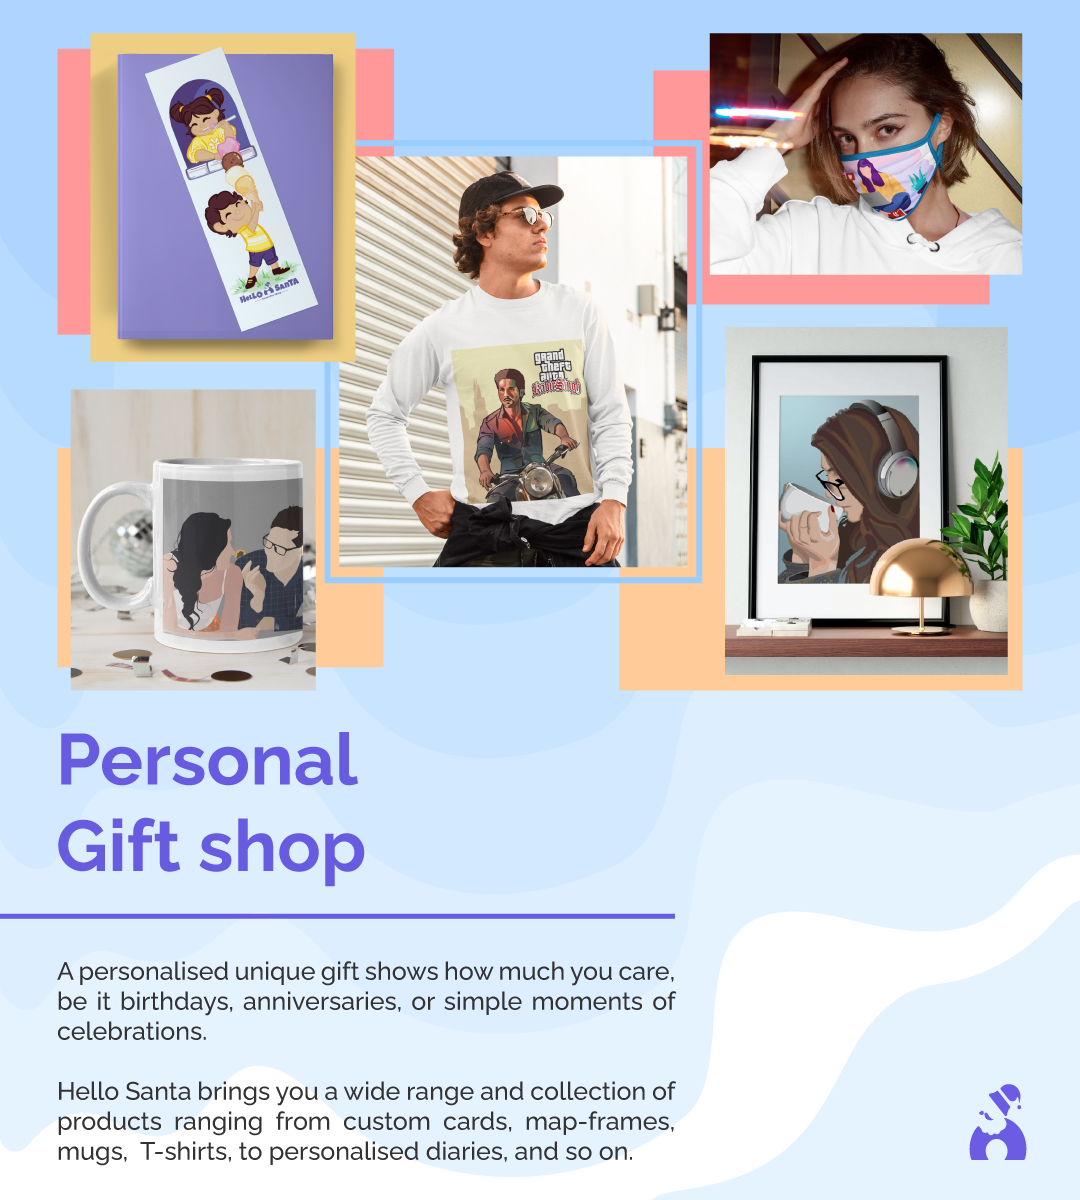 HELLO SANTA
grand
theft
auto
Kabir Singh
Personal
Gift shop
A personalised unique gift shows how much you care,
be it birthdays, anniversaries, or simple moments of
celebrations.
Hello Santa brings you a wide range and collection of
products ranging from custom cards, map-frames,
mugs, T-shirts, to personalised diaries, and so on.